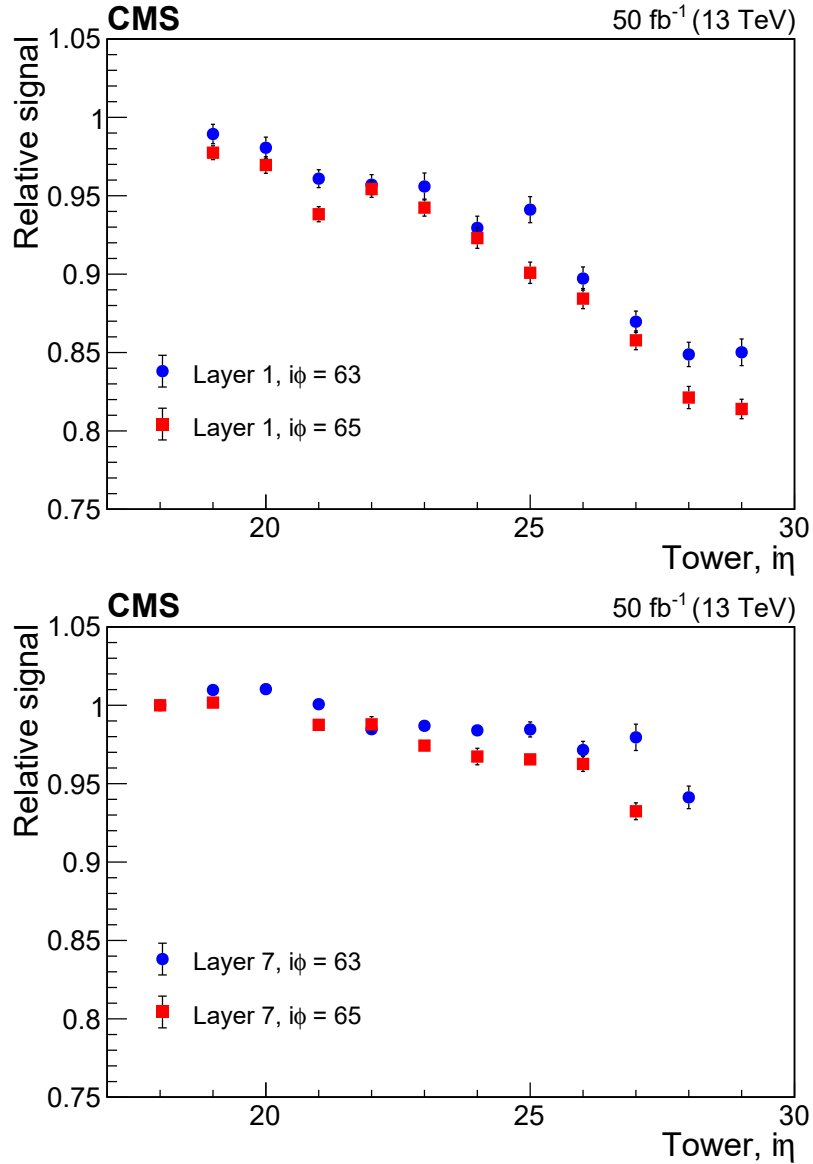 CMS 50 fb⁻¹ (13 TeV)
Relative signal
1.05
1
0.95
0.9
0.85
0.8
0.75
Layer 1, iϕ = 63
Layer 1, iϕ = 65
20 25 30
Tower, iη
CMS 50 fb⁻¹ (13 TeV)
Relative signal
1.05
1
0.95
0.9
0.85
0.8
0.75
Layer 7, iϕ = 63
Layer 7, iϕ = 65
20 25 30
Tower, iη